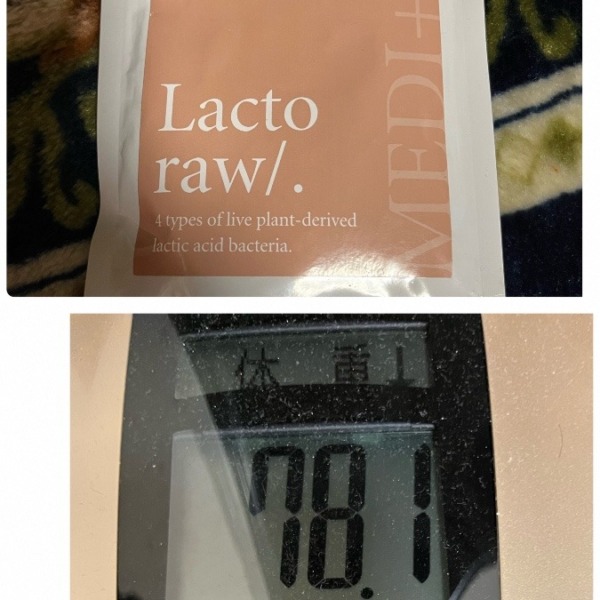 Lacto
raw/.
4 types of live plant-derived
lactic acid bacteria.
MEDI+
体 重↓
78.1